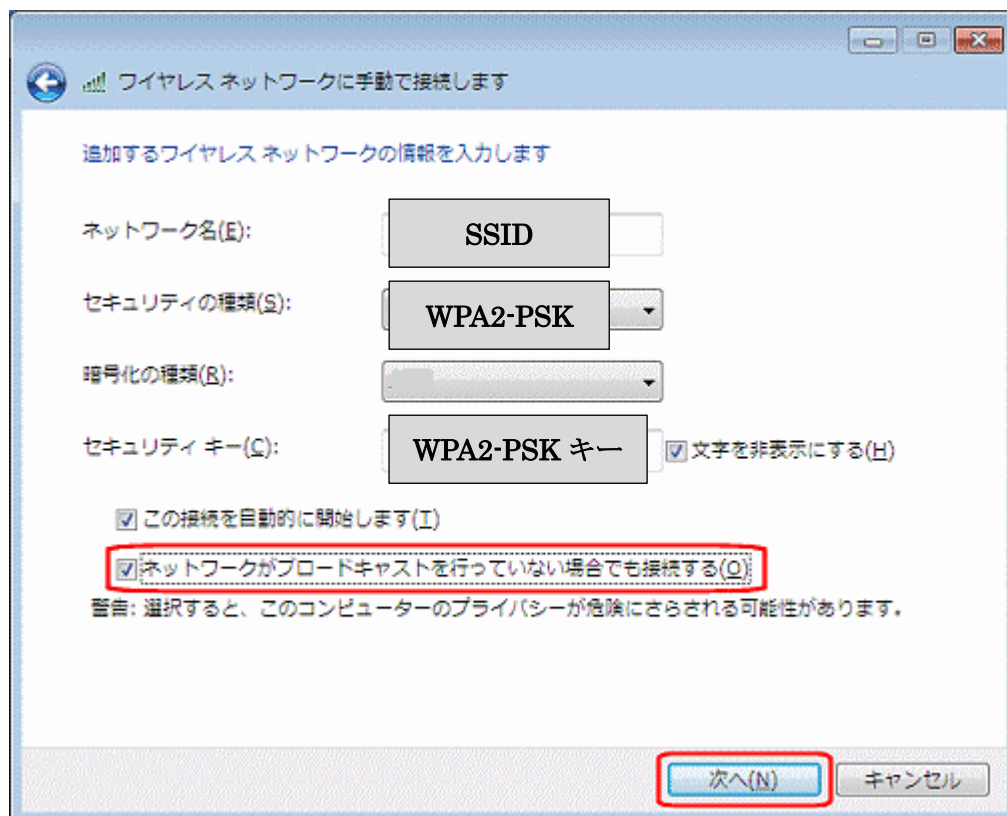 ワイヤレス ネットワークに手動で接続します
追加するワイヤレス ネットワークの情報を入力します
ネットワーク名(E): SSID
セキュリティの種類(S): WPA2-PSK
暗号化の種類(R):
セキュリティ キー(C): WPA2-PSK キー 文字を非表示にする(H)
この接続を自動的に開始します(T)
ネットワークがブロードキャストを行っていない場合でも接続する(O)
警告: 選択すると、このコンピューターのプライバシーが危険にさらされる可能性があります。
次へ(N) キャンセル